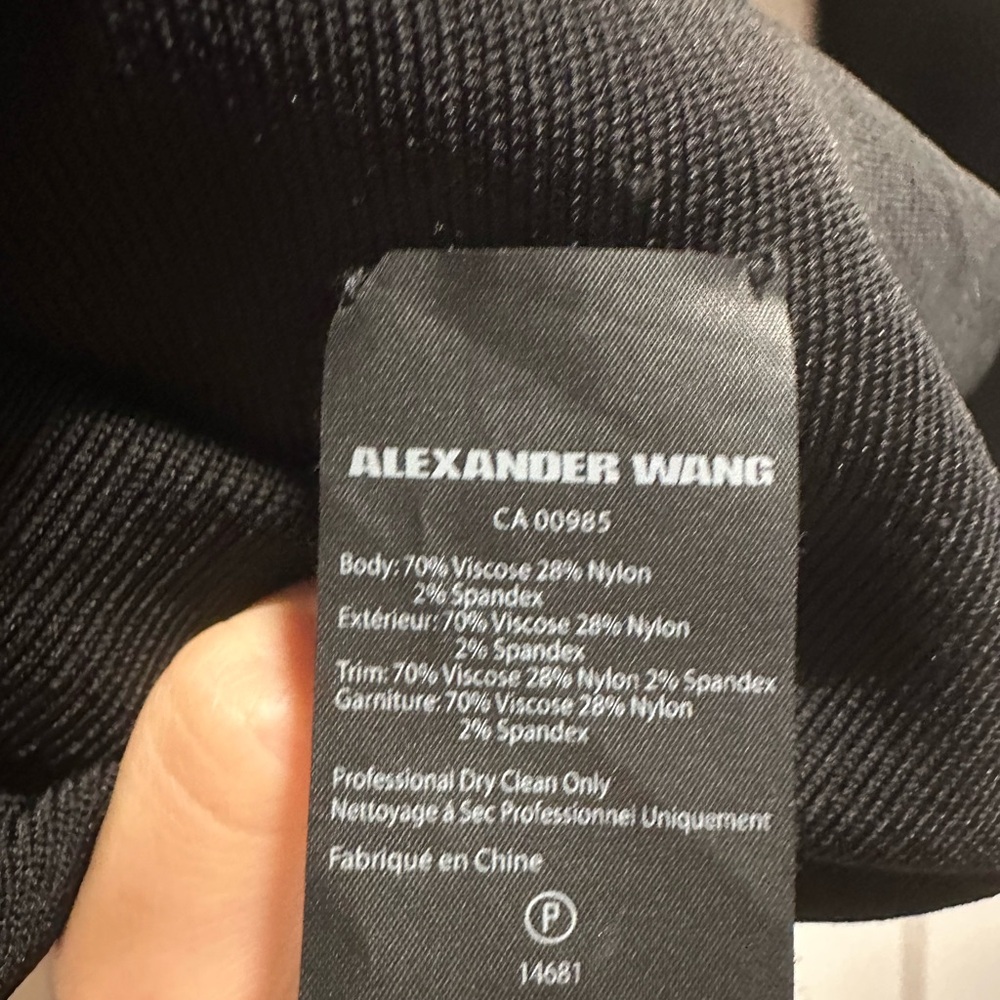 ALEXANDER WANG
CA 00985
Body: 70% Viscose 28% Nylon
2% Spandex
Extérieur: 70% Viscose 28% Nylon
2% Spandex
Trim: 70% Viscose 28% Nylon 2% Spandex
Garniture: 70% Viscose 28% Nylon
2% Spandex
Professional Dry Clean Only
Nettoyage á Sec Professionnel Uniquement
Fabriqué en Chine
P
14681